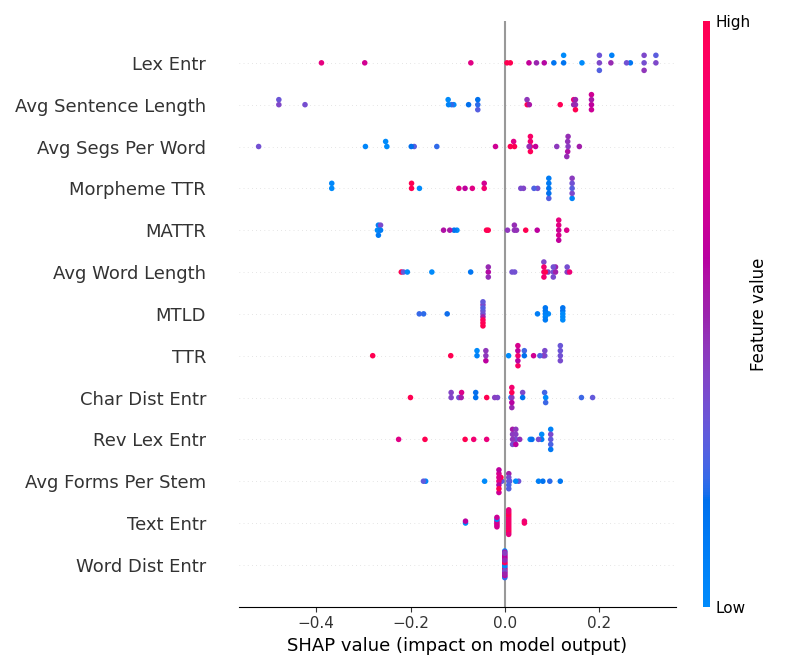 High
Lex Entr
Avg Sentence Length
Avg Segs Per Word
Morpheme TTR
MATTR
Avg Word Length
MTLD
TTR
Char Dist Entr
Rev Lex Entr
Avg Forms Per Stem
Text Entr
Word Dist Entr
Feature value
Low
−0.4 −0.2 0.0 0.2
SHAP value (impact on model output)